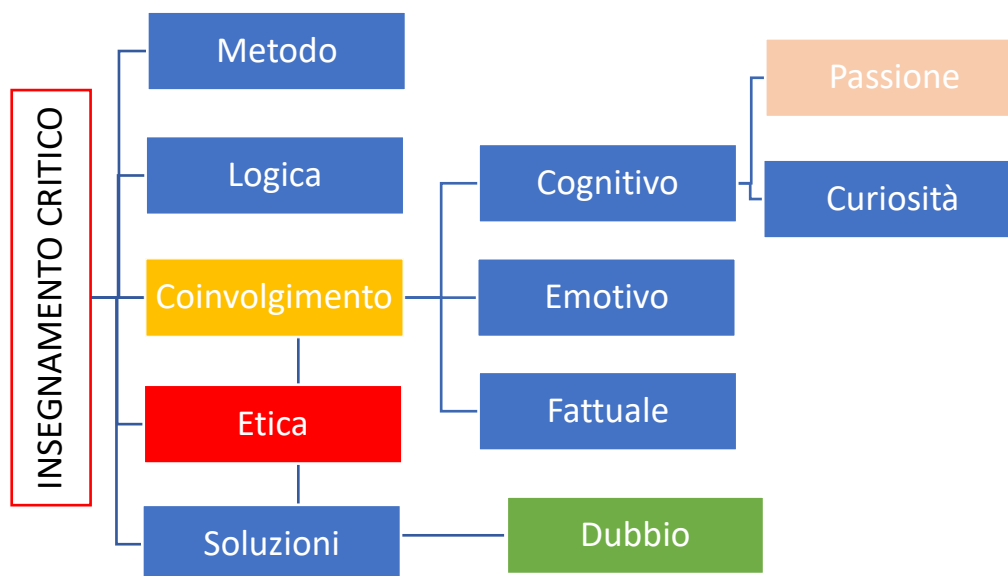 INSEGNAMENTO CRITICO
Metodo
Logica
Coinvolgimento
Etica
Soluzioni
Cognitivo
Emotivo
Fattuale
Dubbio
Passione
Curiosità